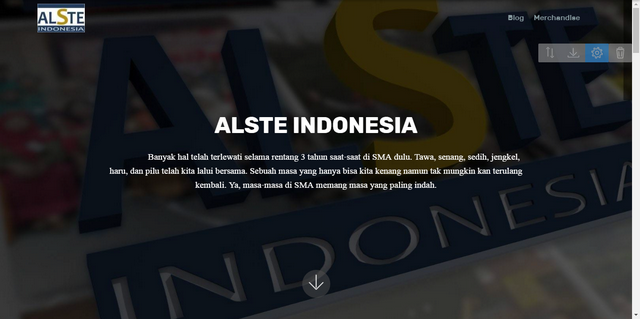 ALSTE
INDONESIA
Blog Merchandise
ALSTE INDONESIA
Banyak hal telah terlewati selama rentang 3 tahun saat-saat di SMA dulu. Tawa, senang, sedih, jengkel,
haru, dan pilu telah kita lalui bersama. Sebuah masa yang hanya bisa kita kenang namun tak mungkin kan terulang
kembali. Ya, masa-masa di SMA memang masa yang paling indah.
ALSTE
INDONESIA